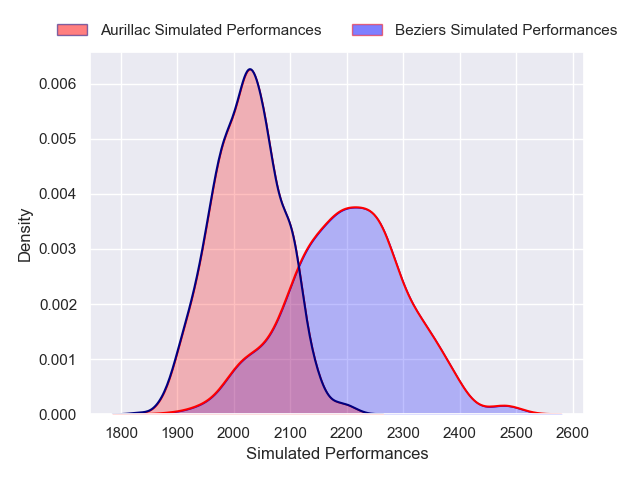 Aurillac Simulated Performances
Beziers Simulated Performances
0.006
0.005
0.004
0.003
0.002
0.001
0.000
Density
1800 1900 2000 2100 2200 2300 2400 2500 2600
Simulated Performances